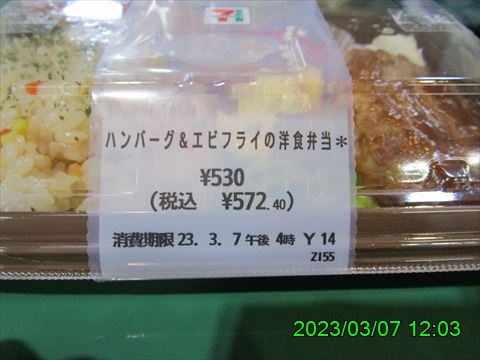 7
ハンバーグ&エビフライの洋食弁当*
¥530
(税込 ¥572.40)
消費期限 23. 3. 7 午後 4時 Y 14
Z155
2023/03/07 12:03